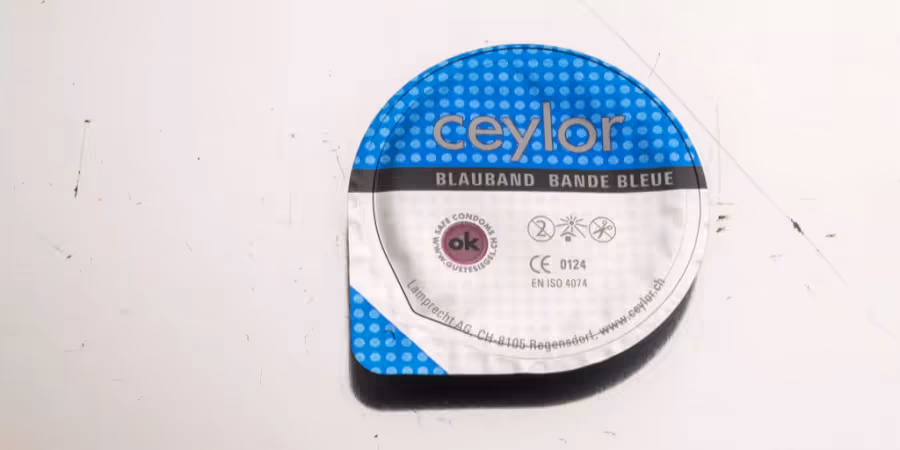 ceylor
BLAUBAND BANDE BLEUE
SAFE CONDOMS
ok
WWW.GUETESIEGEL.CH
2
CE 0124
EN ISO 4074
Lamprecht AG, CH-8105 Regensdorf, www.ceylor.ch